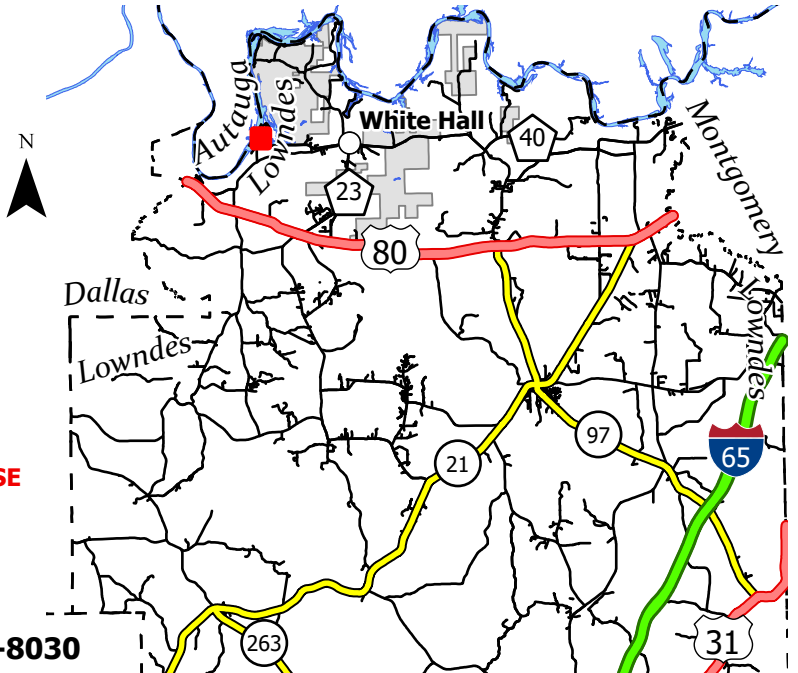 Autauga
Lowndes
White Hall
Montgomery
N
40
23
80
Dallas
Lowndes
Lowndes
97
21
65
SE
-8030
263
31